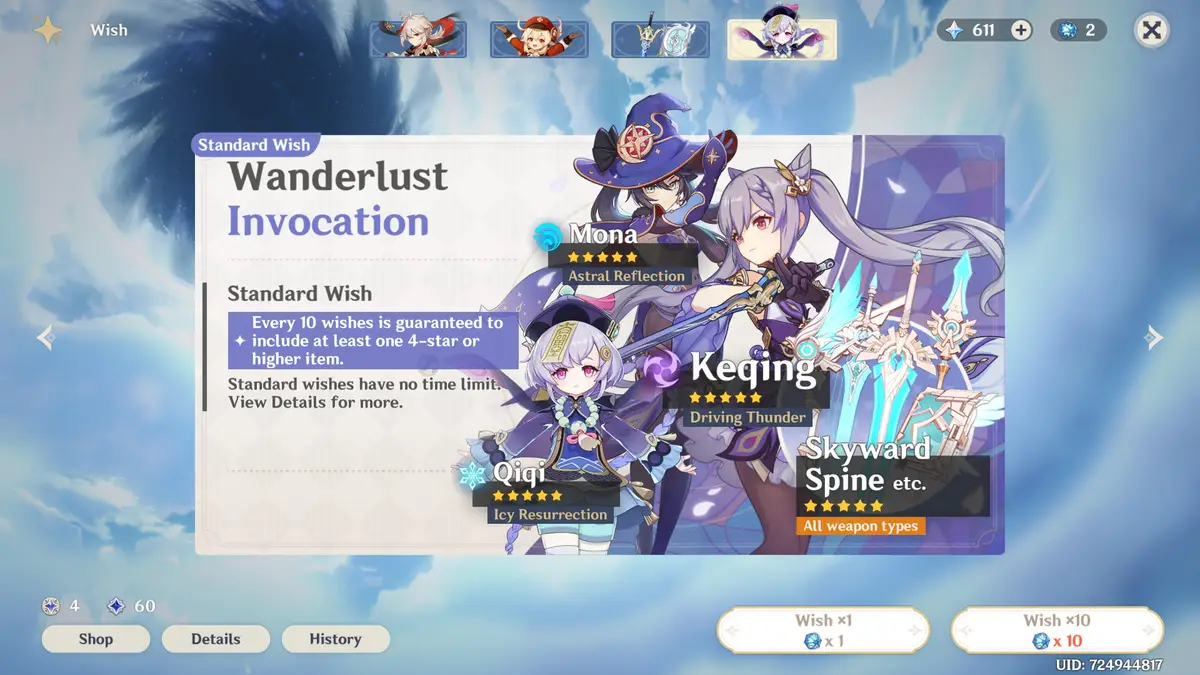 Wish
611
2
Standard Wish
Wanderlust
Invocation
Standard Wish
Every 10 wishes is guaranteed to
include at least one 4-star or
higher item.
Standard wishes have no time limit.
View Details for more.
Mona
Astral Reflection
Keqing
Driving Thunder
Qiqi
Icy Resurrection
Skyward
Spine etc.
All weapon types
4
60
Shop
Details
History
Wish ×1
x 1
Wish ×10
x 10
UID: 724944817